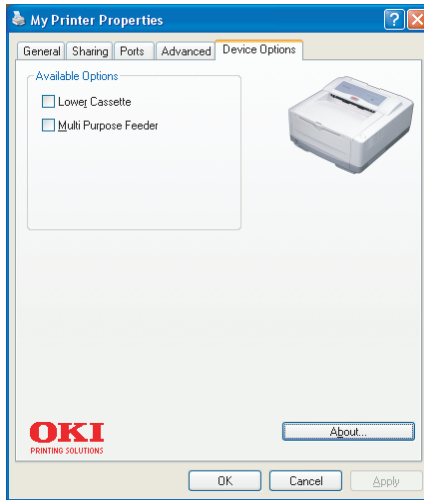 My Printer Properties
General Sharing Ports Advanced Device Options
Available Options
Lower Cassette
Multi Purpose Feeder
OKI
PRINTING SOLUTIONS
About...
OK Cancel Apply